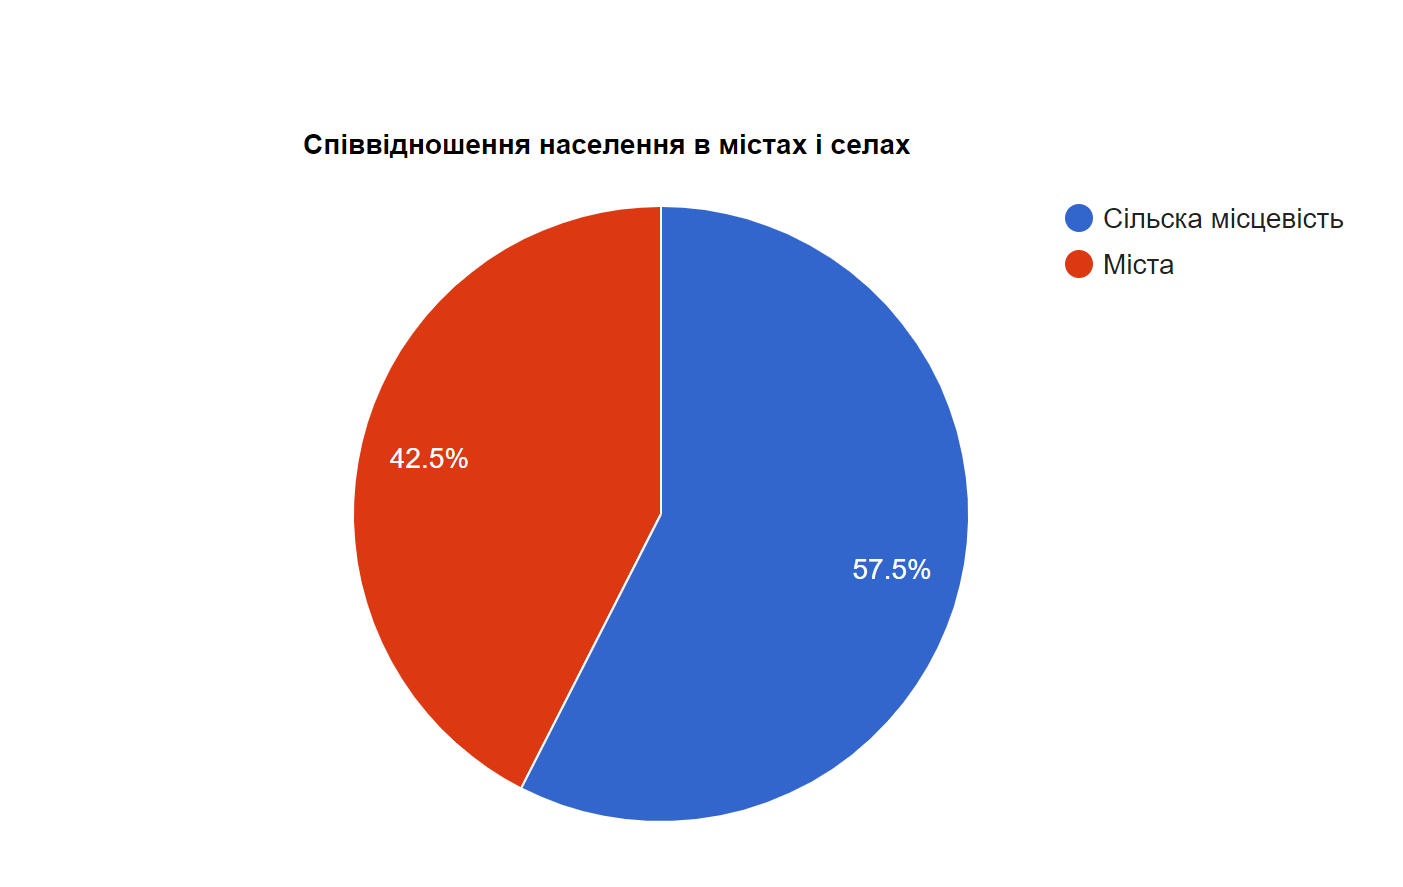 Співвідношення населення в містах і селах
Сільска місцевість
Міста
42.5%
57.5%